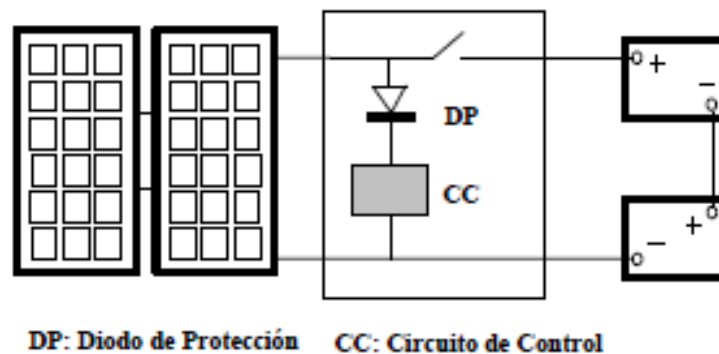 +
−
DP
CC
+
−
DP: Diodo de Protección CC: Circuito de Control